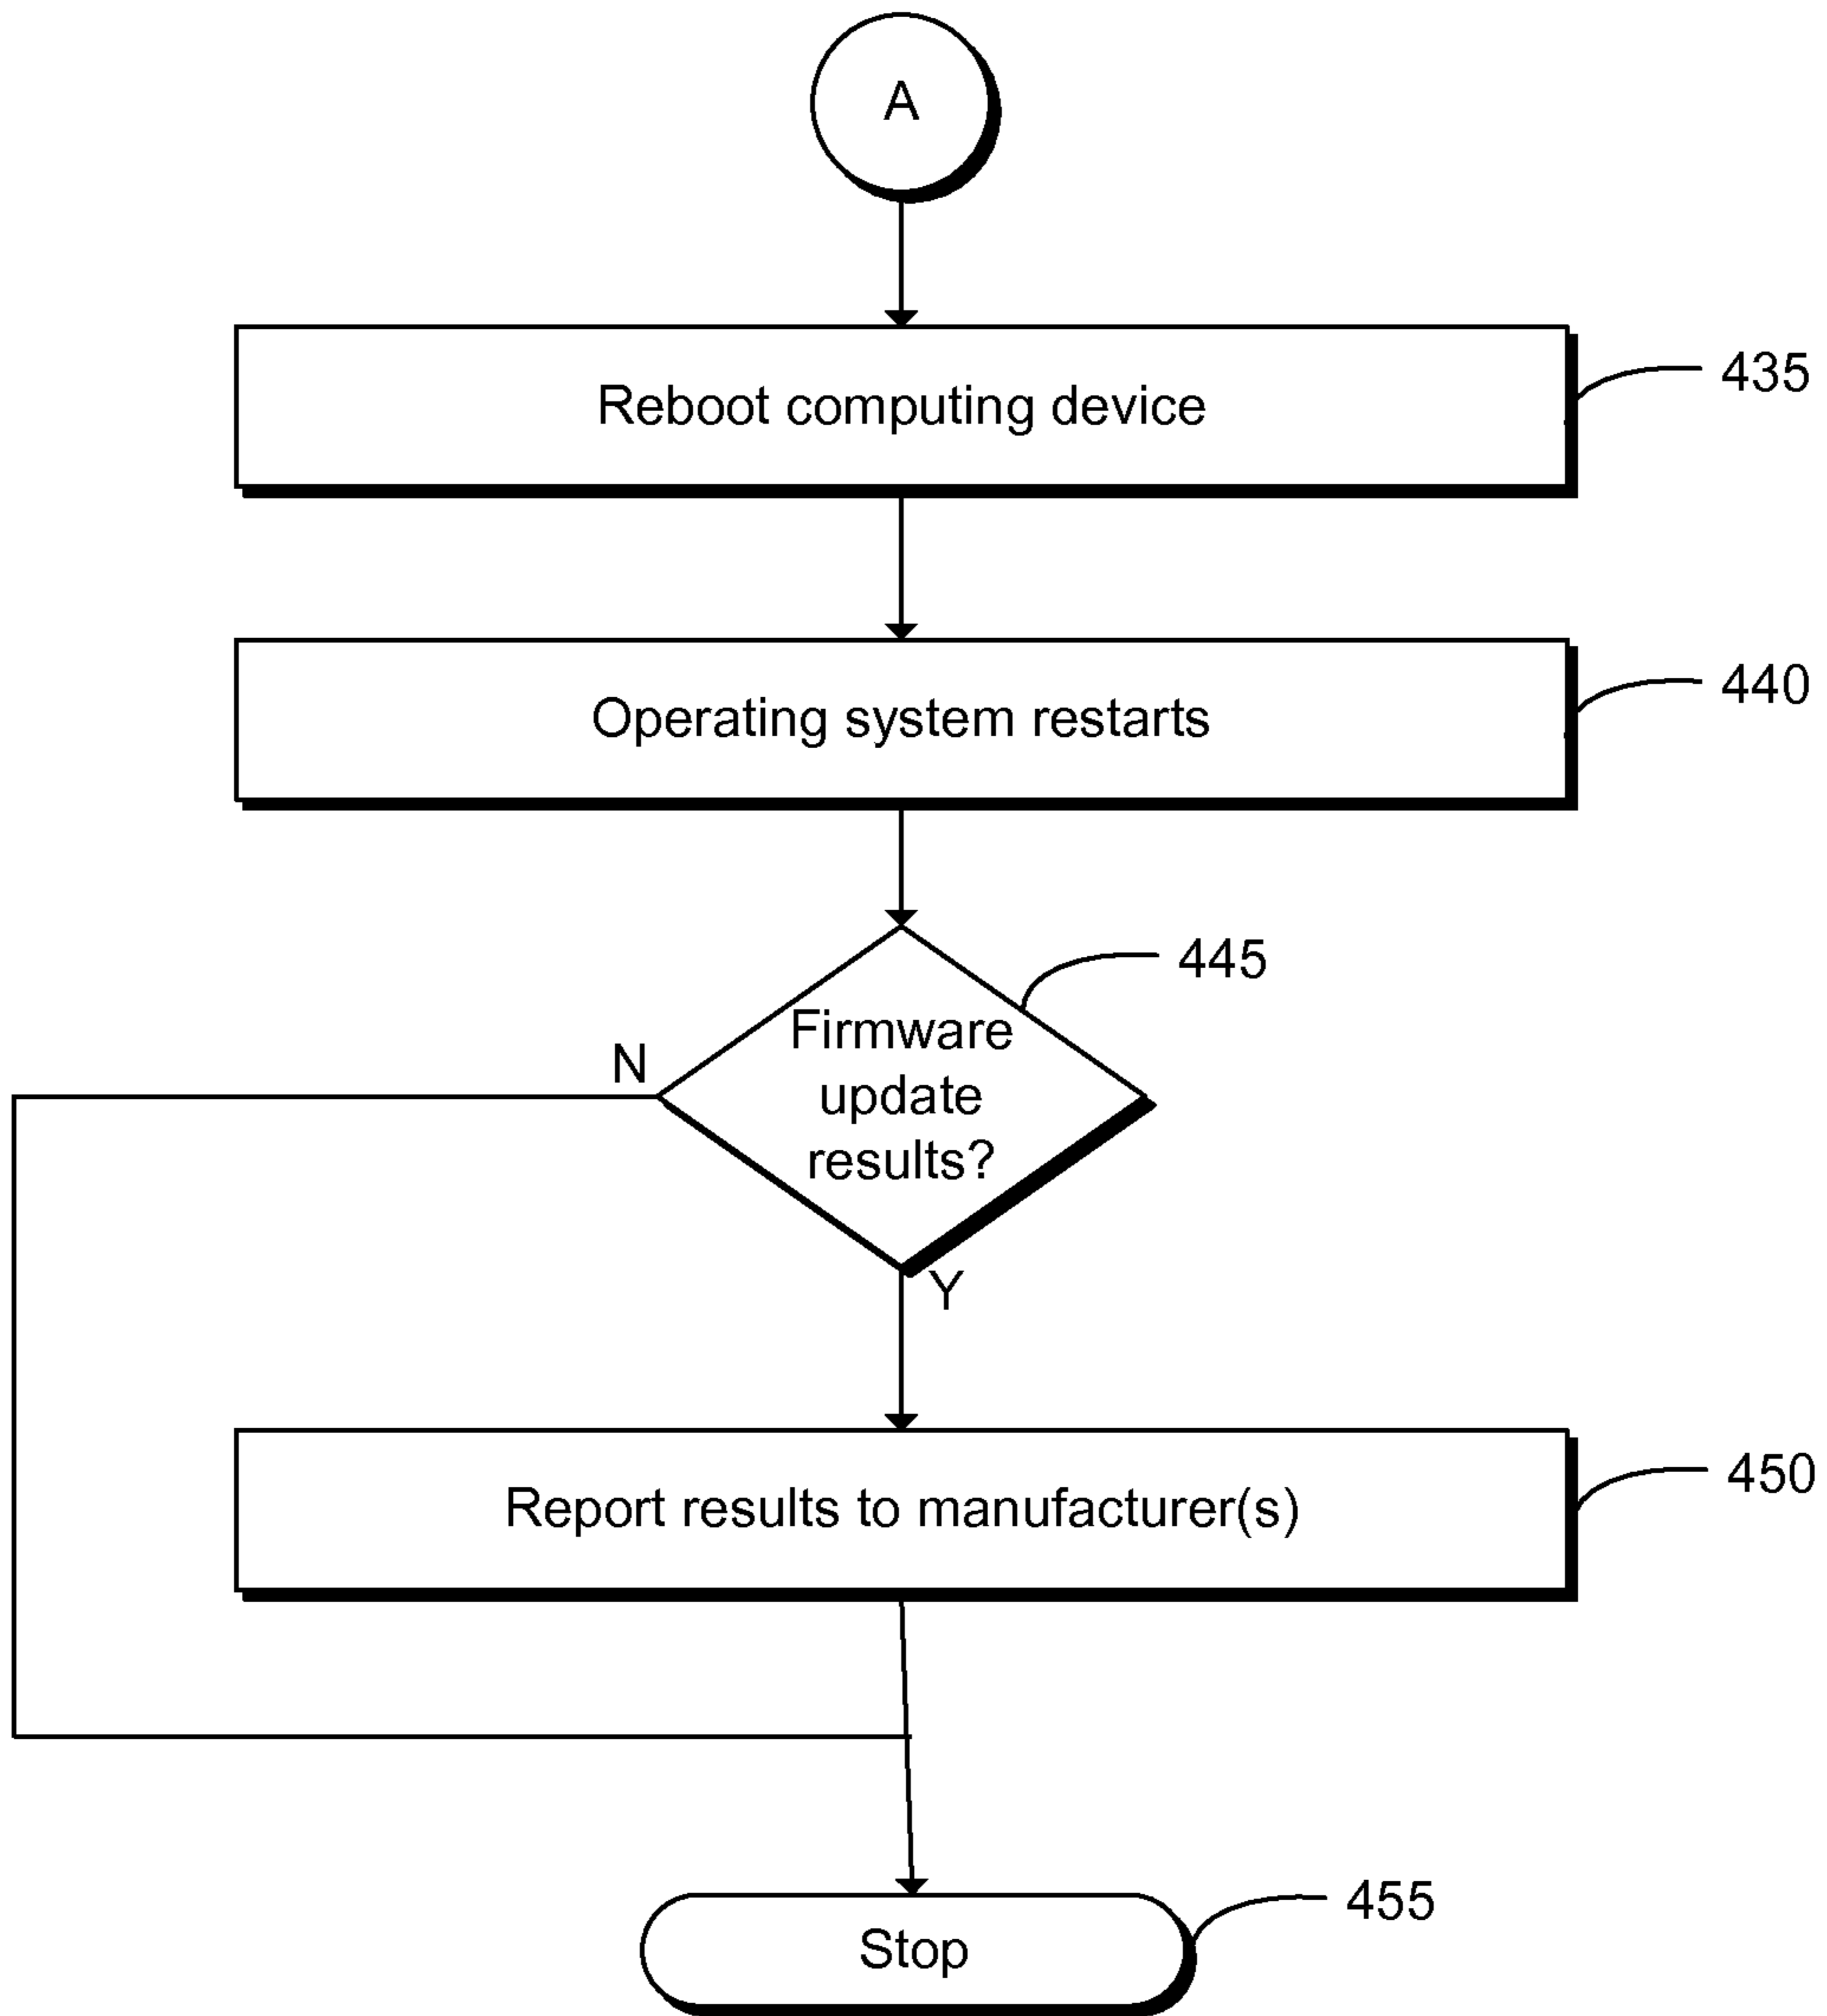 A
Reboot computing device
435
Operating system restarts
440
445
Firmware
update
results?
N
Y
Report results to manufacturer(s)
450
Stop
455